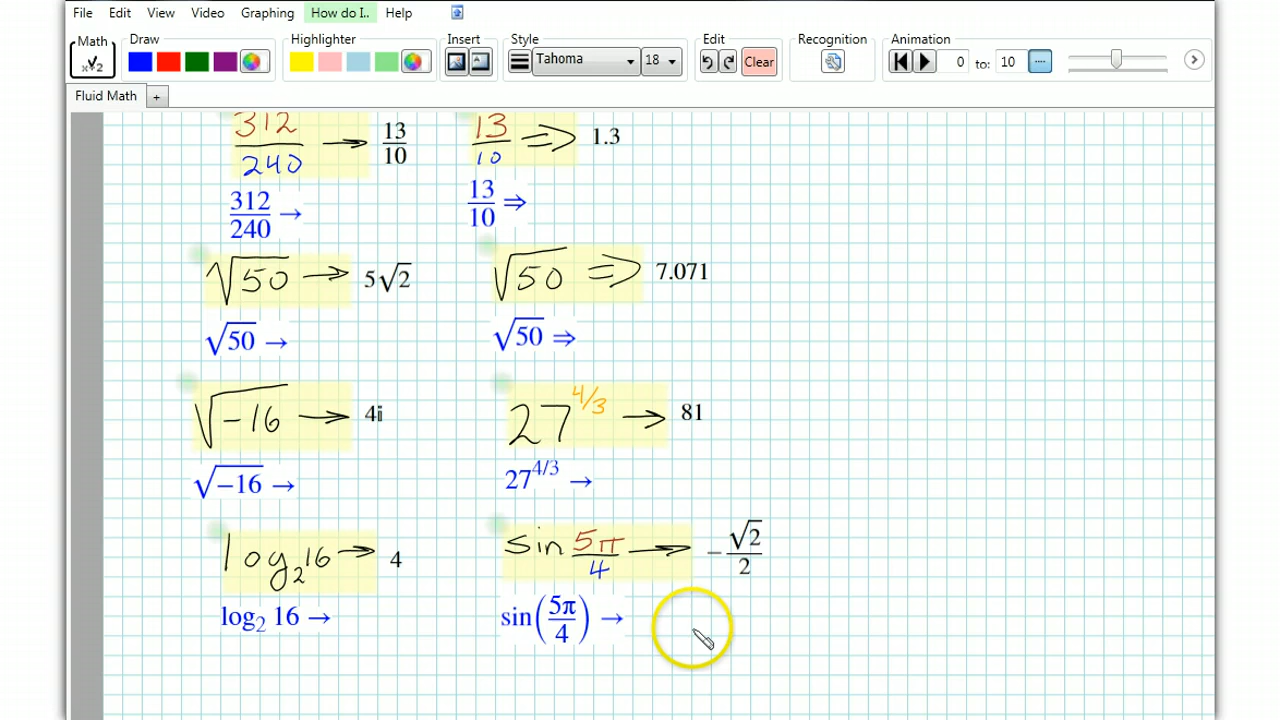 File Edit View Video Graphing How do I.. Help
Math Draw Highlighter Insert Style Edit Recognition Animation
√2 Tahoma 18 Clear 0 to: 10
Fluid Math +
312/240 → 13/10 13/10 => 1.3
312/240 → 13/10 ⇒
√50 → 5√2 √50 => 7.071
√50 → √50 ⇒
√-16 → 4i 27^4/3 → 81
√−16 → 27^4/3 →
log₂16 → 4 sin 5π/4 → −√2/2
log₂ 16 → sin(5π/4) →